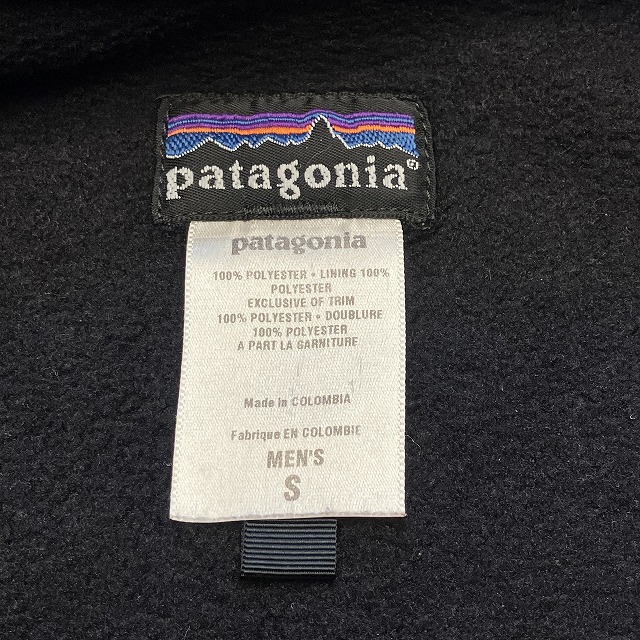 patagonia®
patagonia
100% POLYESTER • LINING 100%
POLYESTER
EXCLUSIVE OF TRIM
100% POLYESTER • DOUBLURE
100% POLYESTER
A PART LA GARNITURE
Made in COLOMBIA
Fabriqué EN COLOMBIE
MEN'S
S